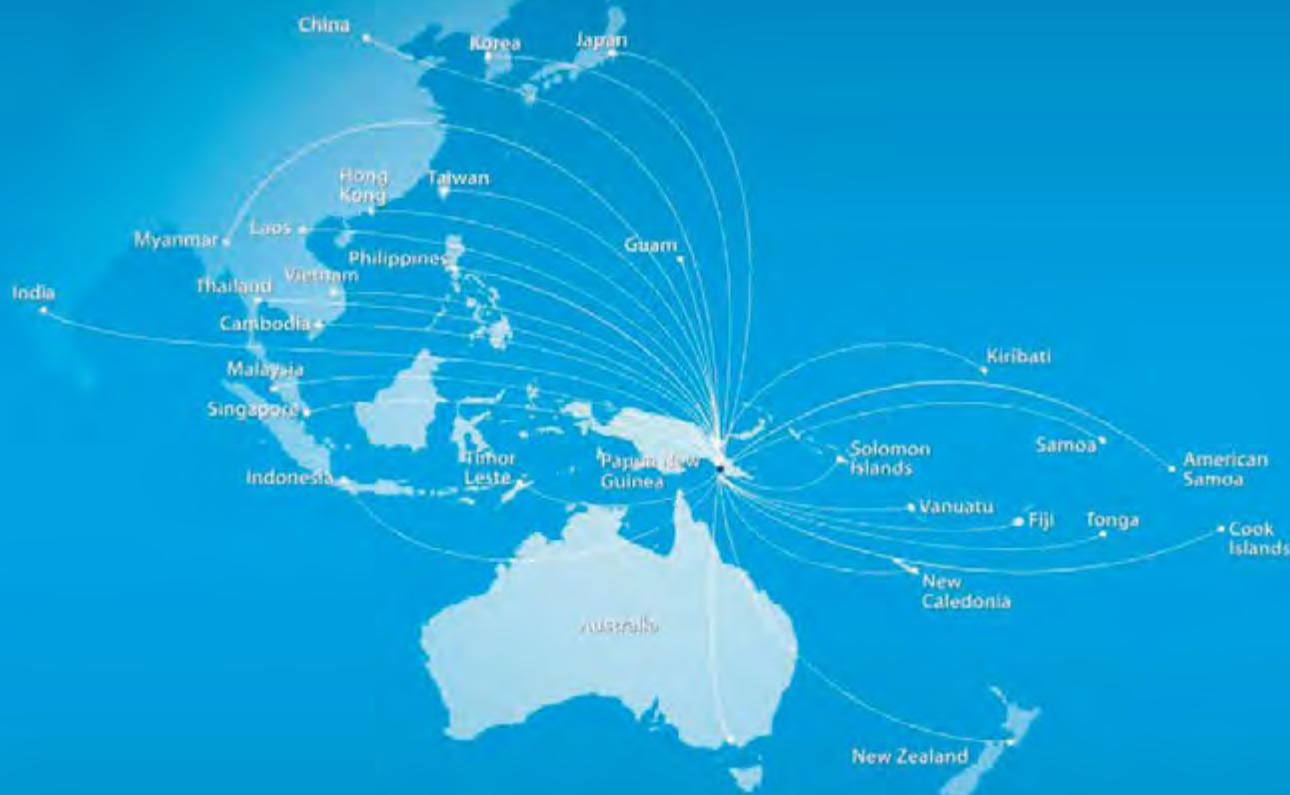 China
Korea
Japan
Hong
Kong
Taiwan
Myanmar
Laos
Guam
Philippines
Vietnam
Thailand
India
Cambodia
Kiribati
Malaysia
Singapore
Solomon
Islands
Samoa
American
Samoa
Indonesia
Timor
Leste
Papua New
Guinea
Vanuatu
Fiji
Tonga
Cook
Islands
New
Caledonia
Australia
New Zealand